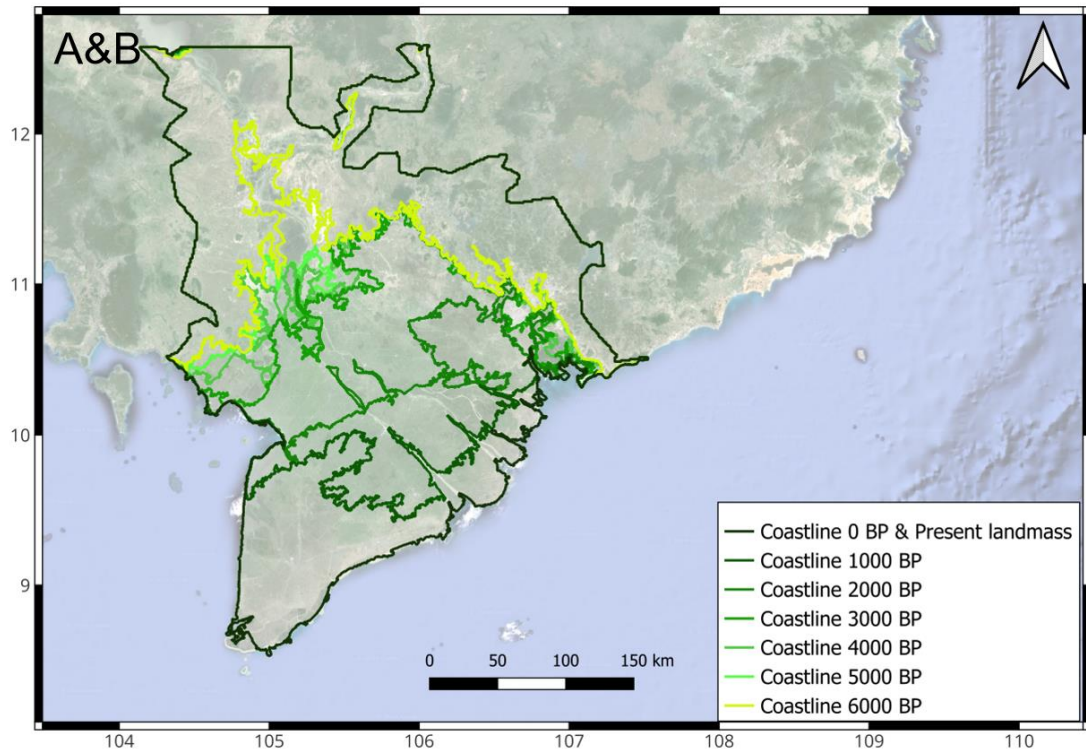 A&B
12
11
10
9
0 50 100 150 km
Coastline 0 BP & Present landmass
Coastline 1000 BP
Coastline 2000 BP
Coastline 3000 BP
Coastline 4000 BP
Coastline 5000 BP
Coastline 6000 BP
104 105 106 107 108 109 110